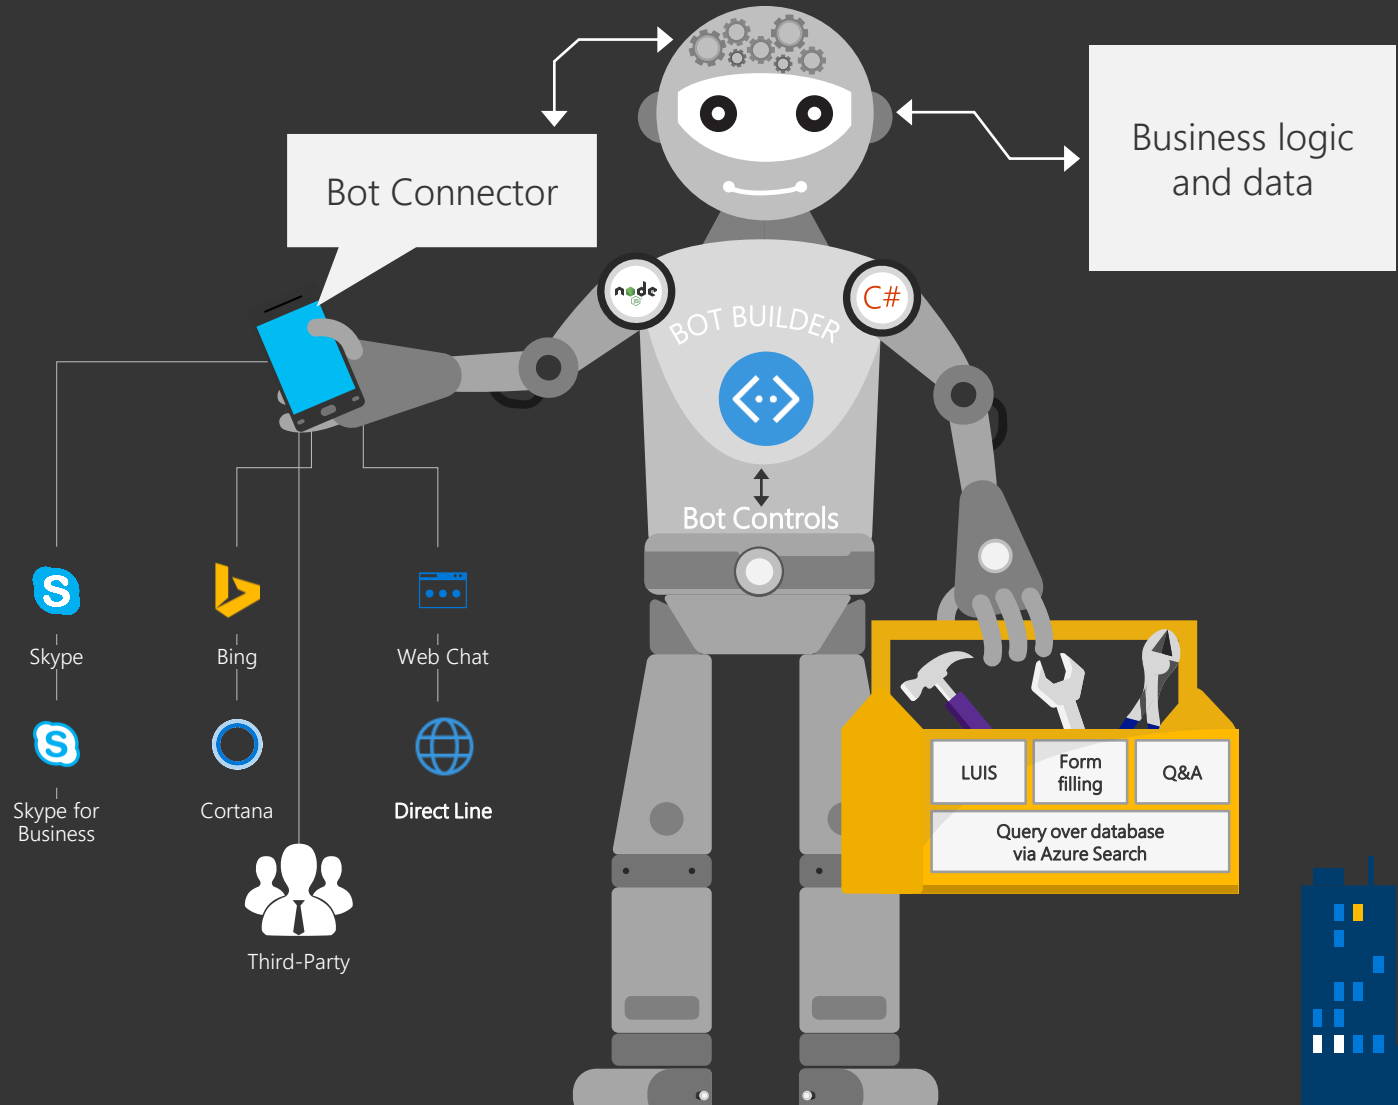 Bot Connector
Business logic
and data
node
JS
C#
BOT BUILDER
Bot Controls
S
Skype
Bing
Web Chat
S
Skype for
Business
Cortana
Direct Line
Third-Party
LUIS
Form
filling
Q&A
Query over database
via Azure Search